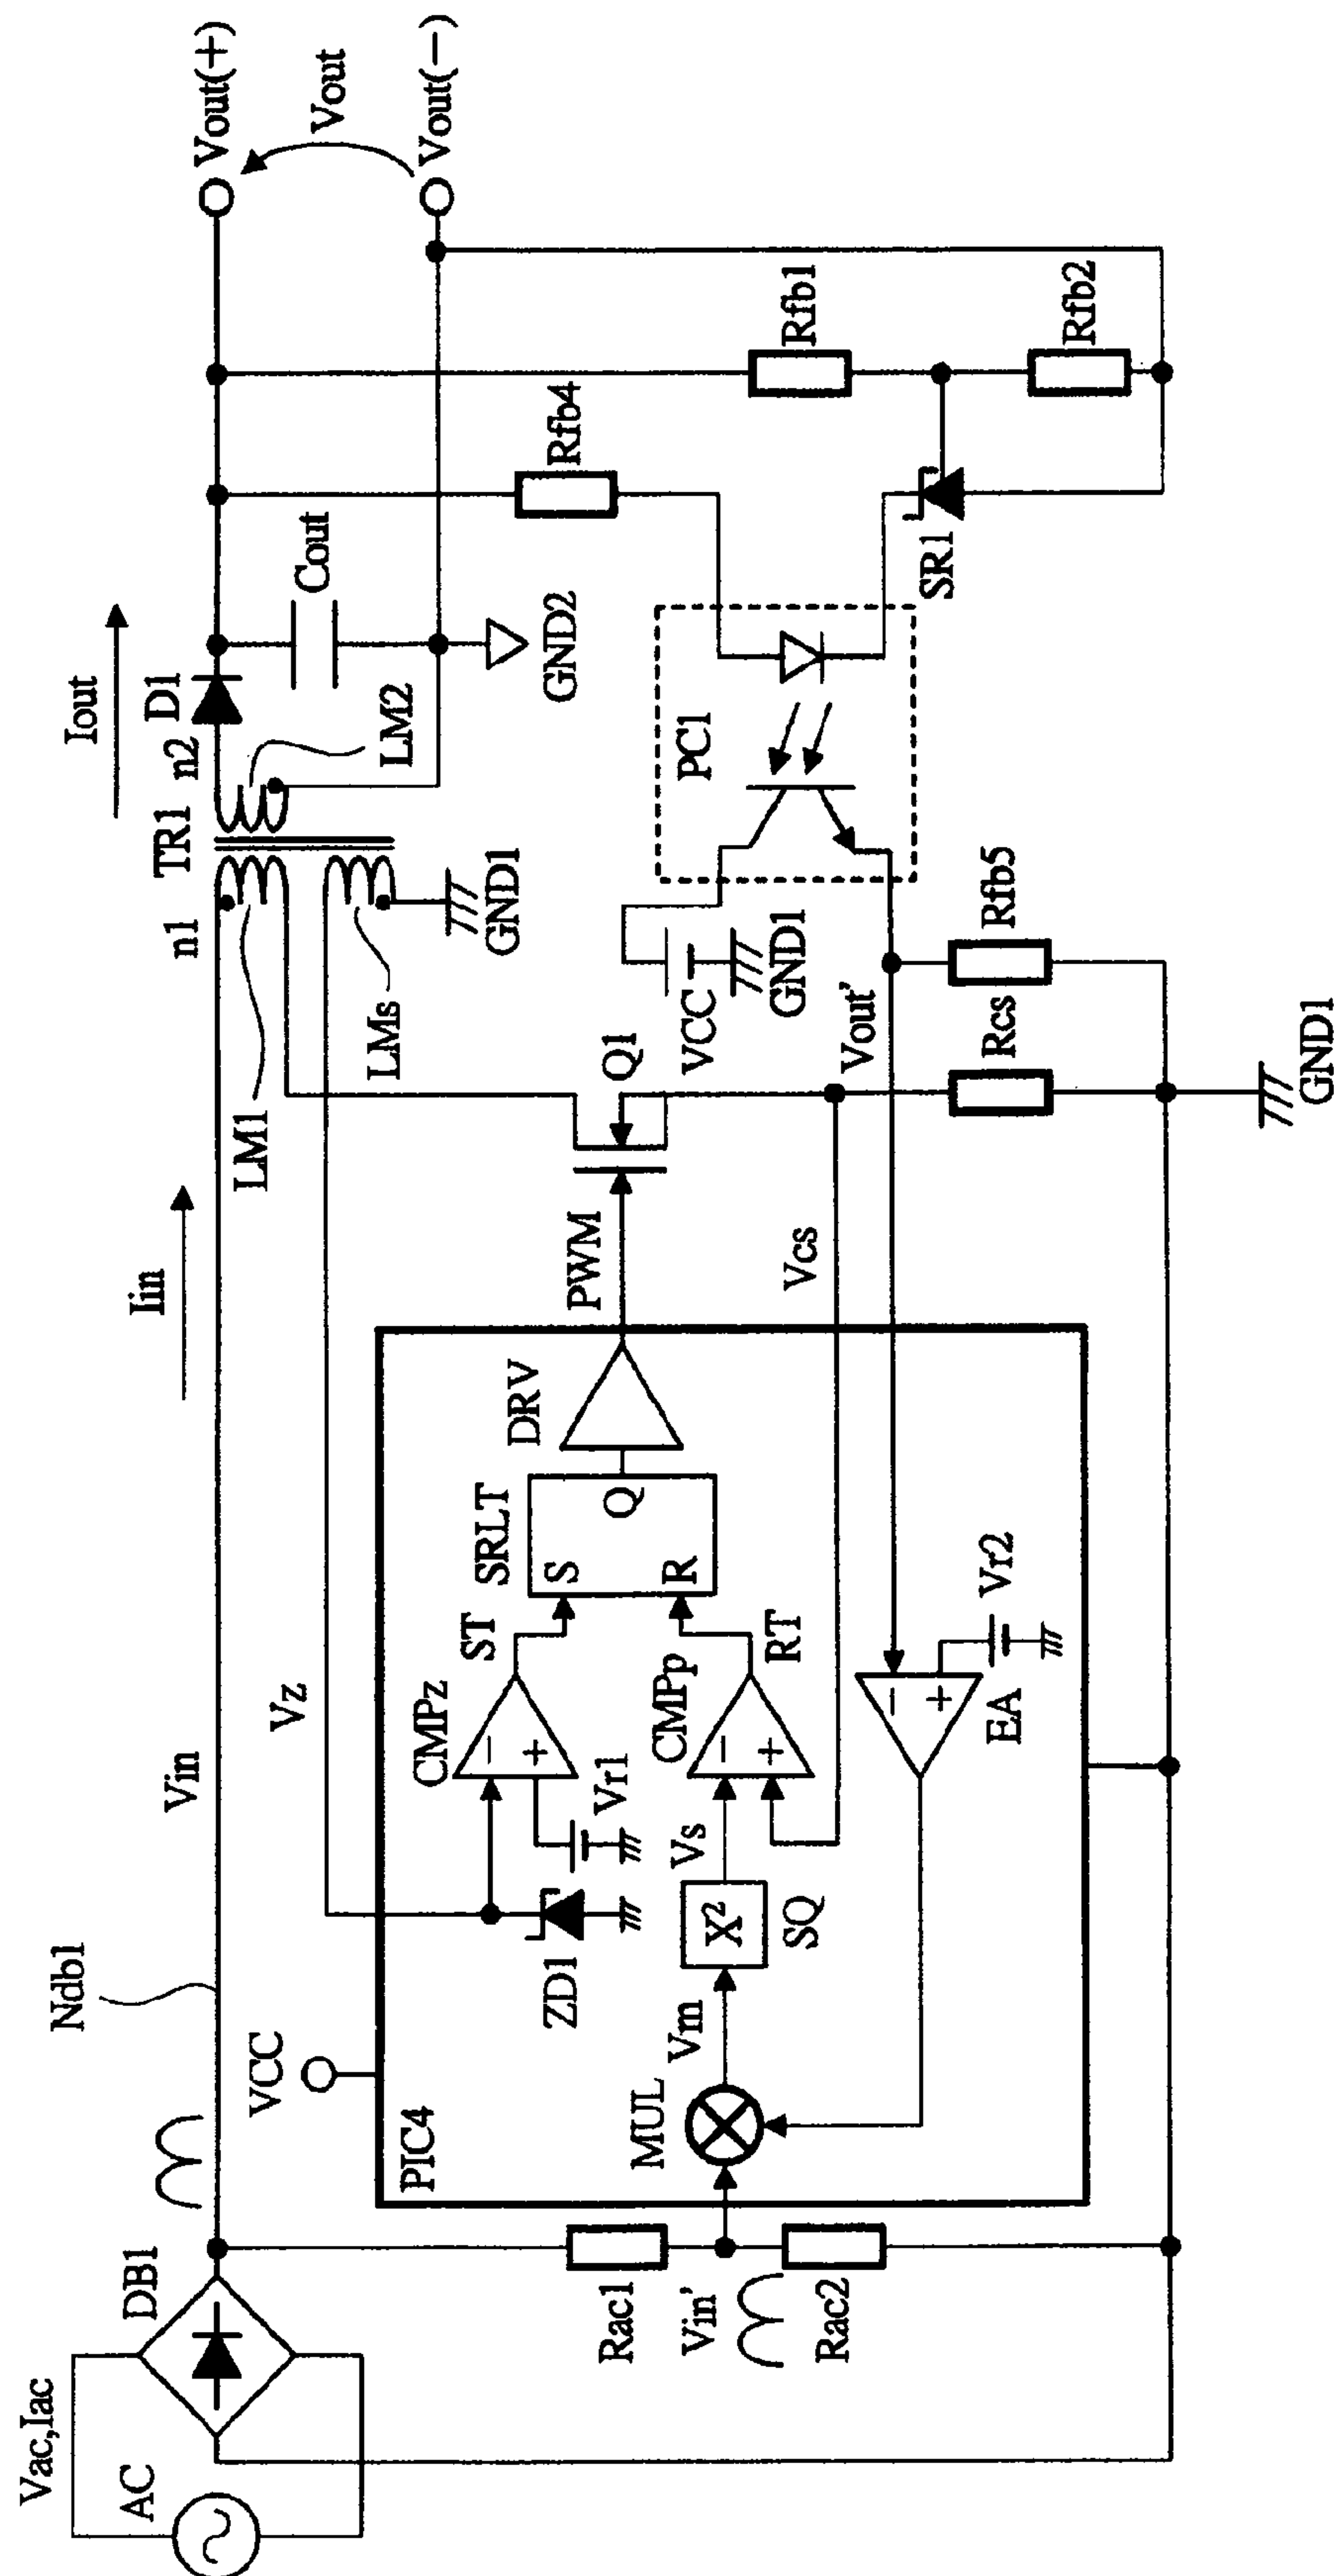 Vac,Iac
AC
DB1
Ndb1
Vin
Iin
Iout
Vout(+)
Vout
Vout(−)
TR1
n1
n2
D1
Cout
LM1
LMs
LM2
GND1
GND2
VCC
PIC4
Vz
CMPz
−
+
Vr1
ZD1
ST
SRLT
S
R
Q
DRV
PWM
Q1
Rac1
Vin'
Rac2
MUL
Vm
X²
SQ
Vs
CMPp
−
+
RT
Vcs
EA
−
+
Vr2
VCC
GND1
Vout'
PC1
Rfb4
Rfb1
Rfb2
SR1
Rcs
Rfb5
GND1